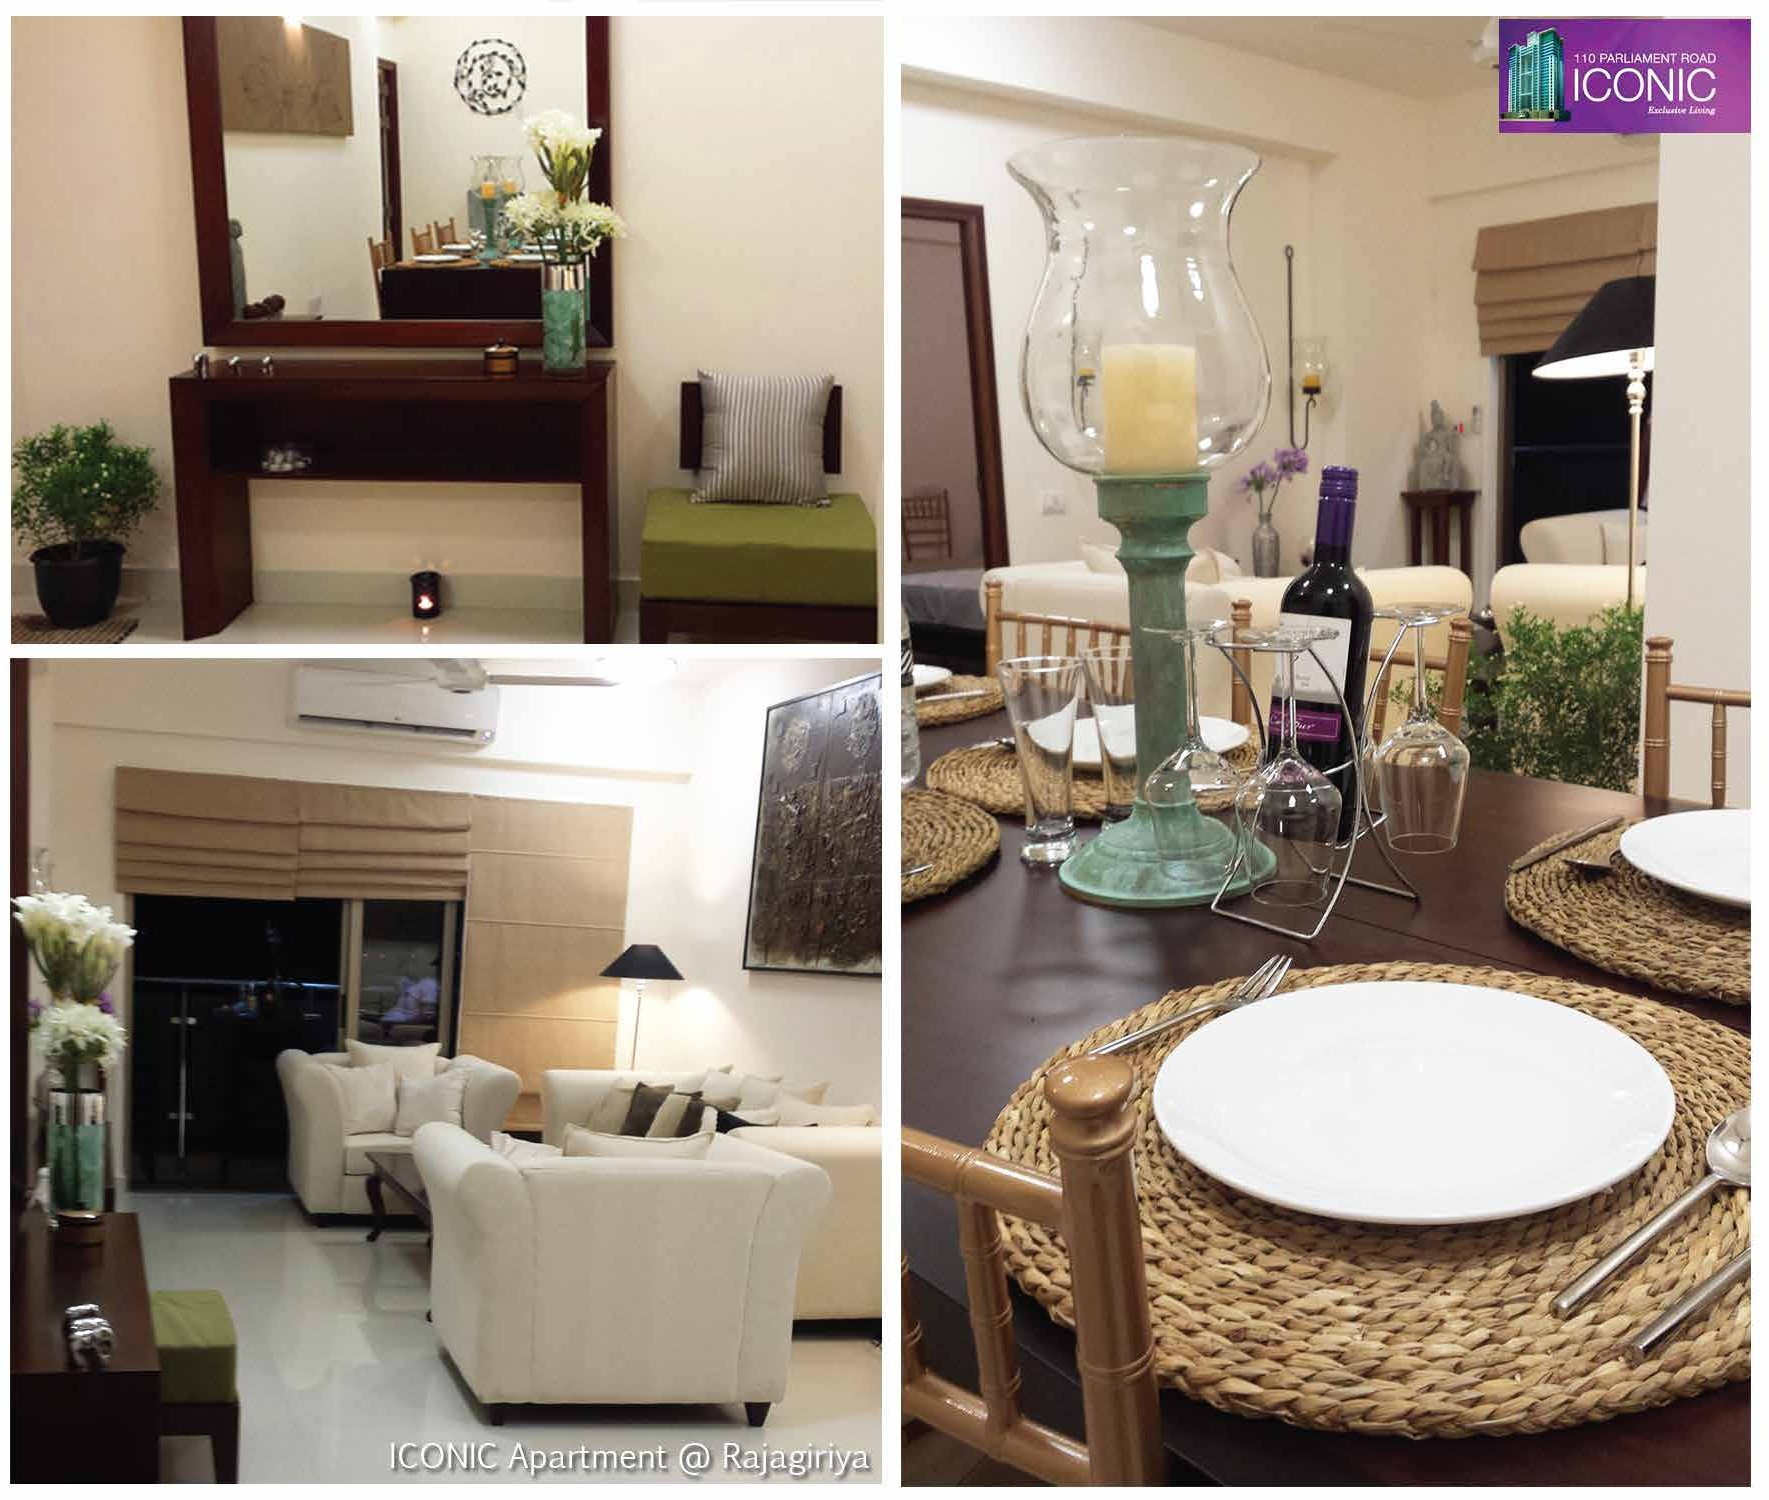 110 PARLIAMENT ROAD
ICONIC
Exclusive Living
ICONIC Apartment @ Rajagiriya